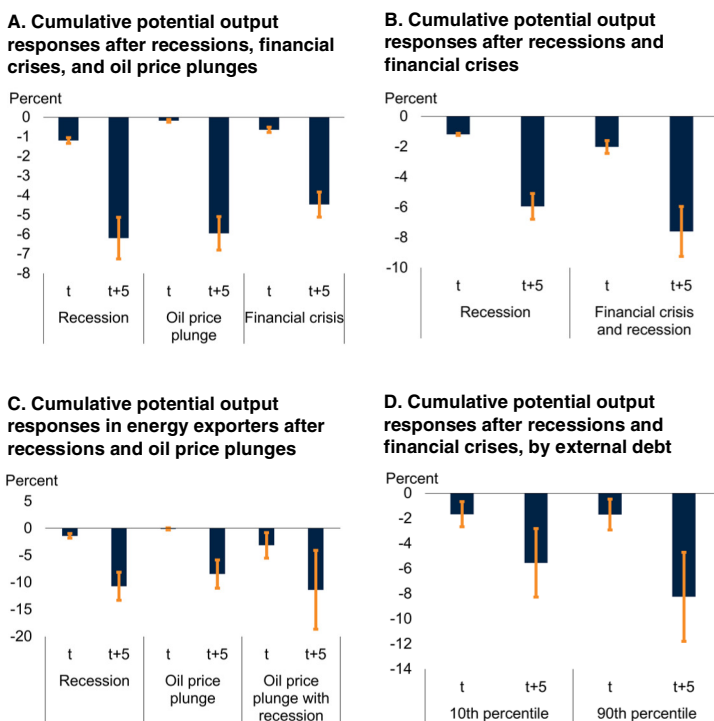 A. Cumulative potential output
responses after recessions, financial
crises, and oil price plunges
Percent
0
-1
-2
-3
-4
-5
-6
-7
-8
t t+5 t t+5 t t+5
Recession Oil price Financial crisis
plunge
B. Cumulative potential output
responses after recessions and
financial crises
Percent
0
-2
-4
-6
-8
-10
t t+5 t t+5
Recession Financial crisis
and recession
C. Cumulative potential output
responses in energy exporters after
recessions and oil price plunges
Percent
5
0
-5
-10
-15
-20
t t+5 t t+5 t t+5
Recession Oil price Oil price
plunge plunge with
recession
D. Cumulative potential output
responses after recessions and
financial crises, by external debt
Percent
0
-2
-4
-6
-8
-10
-12
-14
t t+5 t t+5
10th percentile 90th percentile